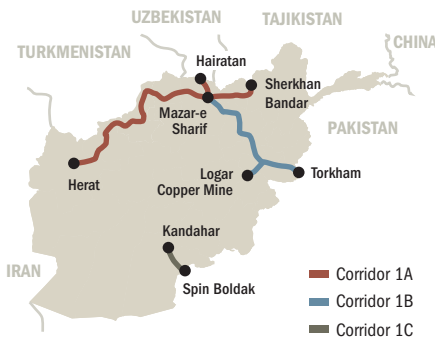 UZBEKISTAN
TAJIKISTAN
TURKMENISTAN
CHINA
Hairatan
Sherkhan
Bandar
Mazar-e
Sharif
PAKISTAN
Herat
Logar
Copper Mine
Torkham
Kandahar
IRAN
Spin Boldak
Corridor 1A
Corridor 1B
Corridor 1C